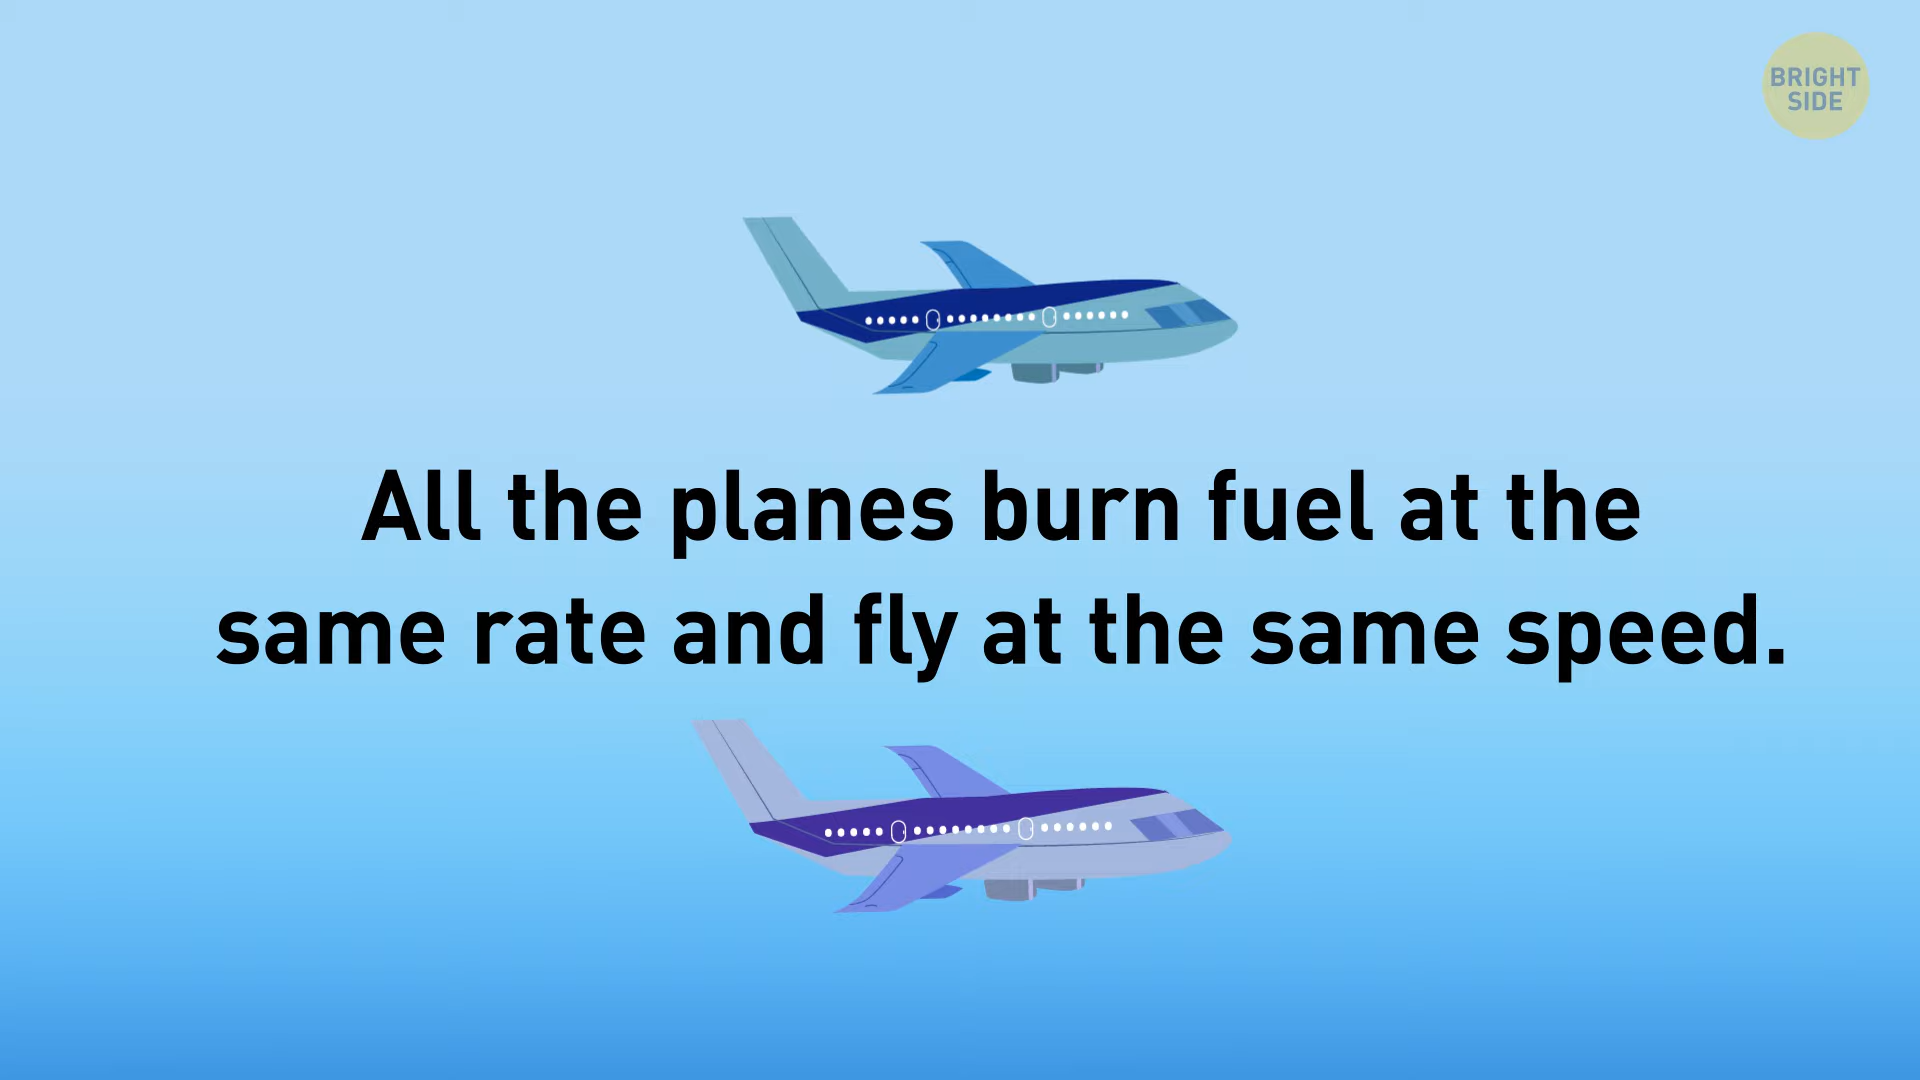 BRIGHT
SIDE
All the planes burn fuel at the
same rate and fly at the same speed.